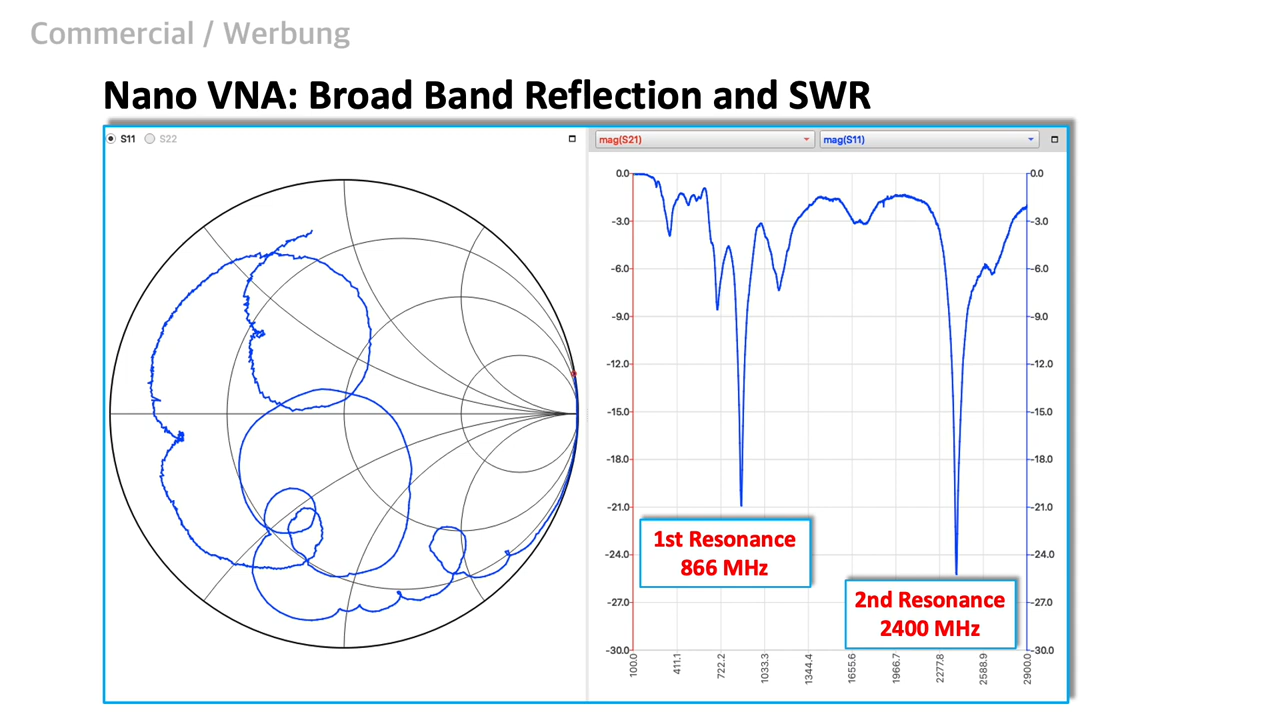 Commercial / Werbung
Nano VNA: Broad Band Reflection and SWR
S11 S22
mag(S21) mag(S11)
0.0 0.0
-3.0 -3.0
-6.0 -6.0
-9.0 -9.0
-12.0 -12.0
-15.0 -15.0
-18.0 -18.0
-21.0 -21.0
1st Resonance
866 MHz
-24.0 -24.0
-27.0 -27.0
2nd Resonance
2400 MHz
-30.0 -30.0
100.0 411.1 722.2 1033.3 1344.4 1655.6 1966.7 2277.8 2588.9 2900.0